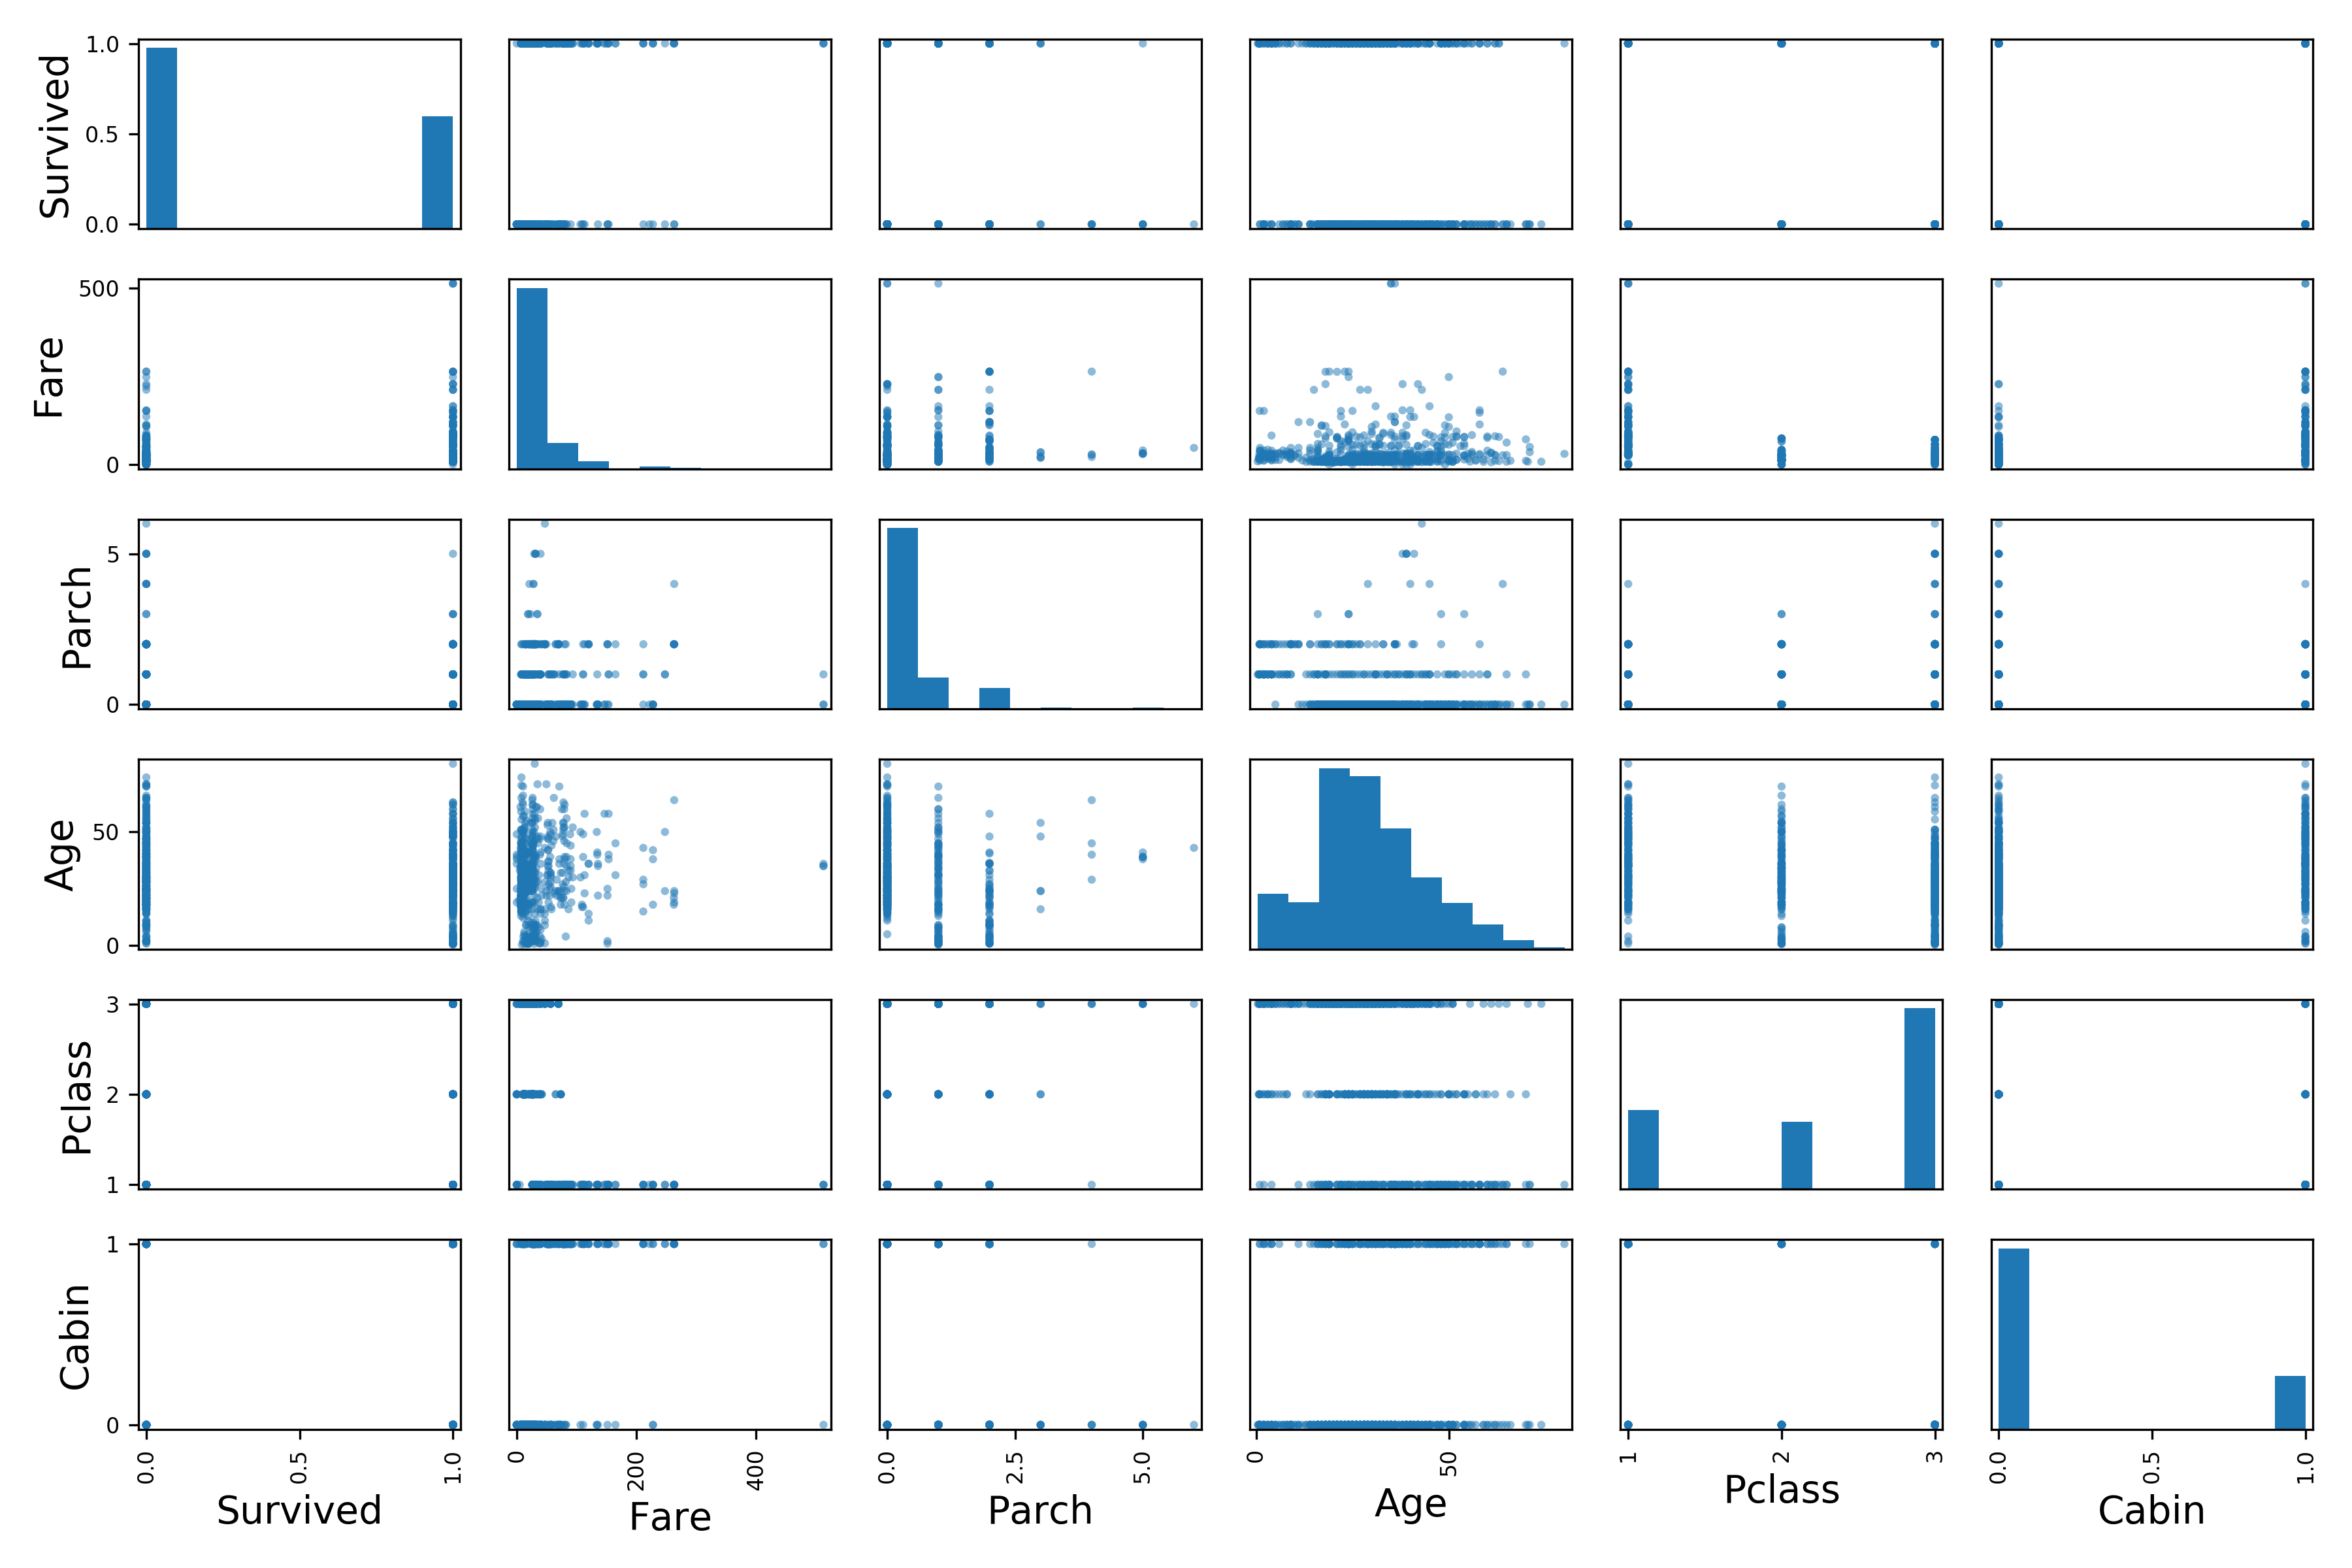 1.0
0.5
0.0
Survived
500
0
Fare
5
0
Parch
50
0
Age
3
2
1
Pclass
1
0
Cabin
0.0 0.5 1.0 0 200 400 0.0 2.5 5.0 0 50 1 2 3 0.0 0.5 1.0
Survived Fare Parch Age Pclass Cabin